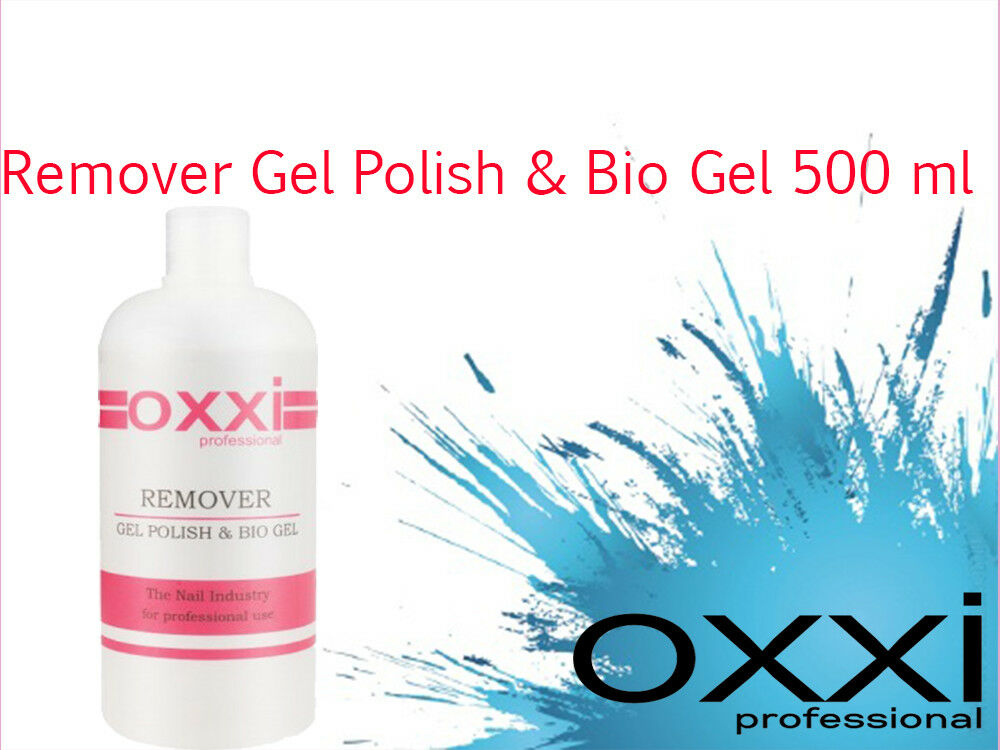 Remover Gel Polish & Bio Gel 500 ml
oxxi
professional
REMOVER
GEL POLISH & BIO GEL
The Nail Industry
for professional use
oxxi
professional